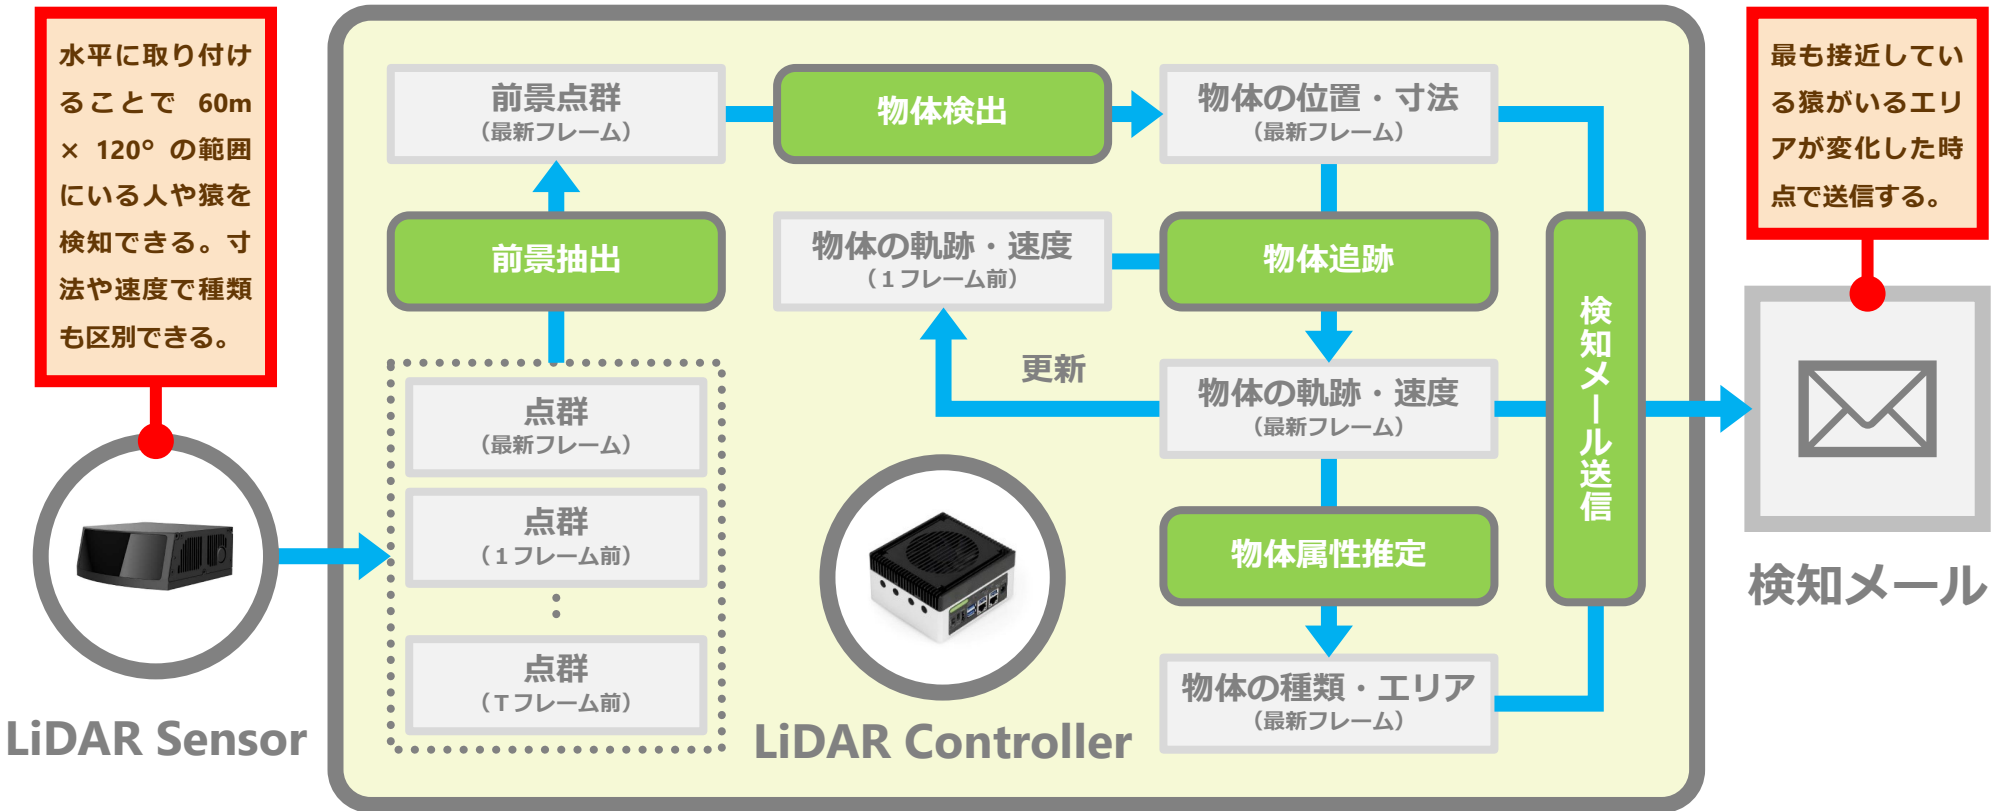 水平に取り付け
ることで 60m
× 120° の範囲
にいる人や猿を
検知できる。寸
法や速度で種類
も区別できる。
LiDAR Sensor
前景点群
（最新フレーム）
前景抽出
点群
（最新フレーム）
点群
（１フレーム前）
点群
（Ｔフレーム前）
物体検出
物体の位置・寸法
（最新フレーム）
物体の軌跡・速度
（１フレーム前）
物体追跡
更新
物体の軌跡・速度
（最新フレーム）
物体属性推定
物体の種類・エリア
（最新フレーム）
検知メール送信
LiDAR Controller
最も接近してい
る猿がいるエリ
アが変化した時
点で送信する。
検知メール